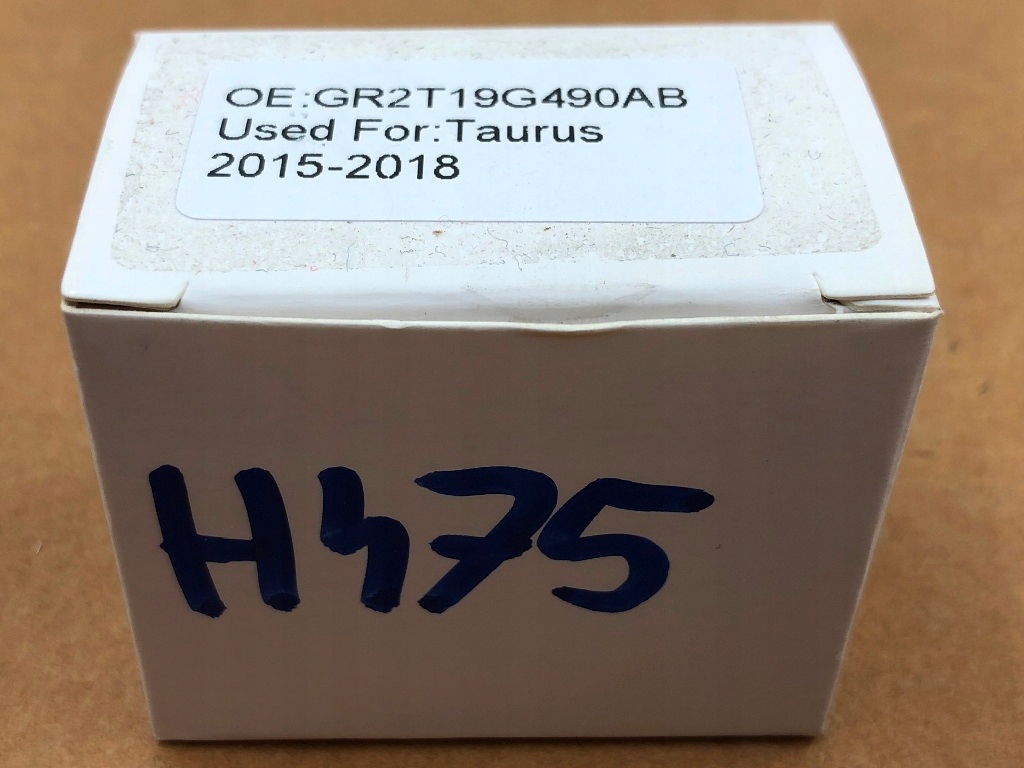 OE:GR2T19G490AB
Used For:Taurus
2015-2018
H475